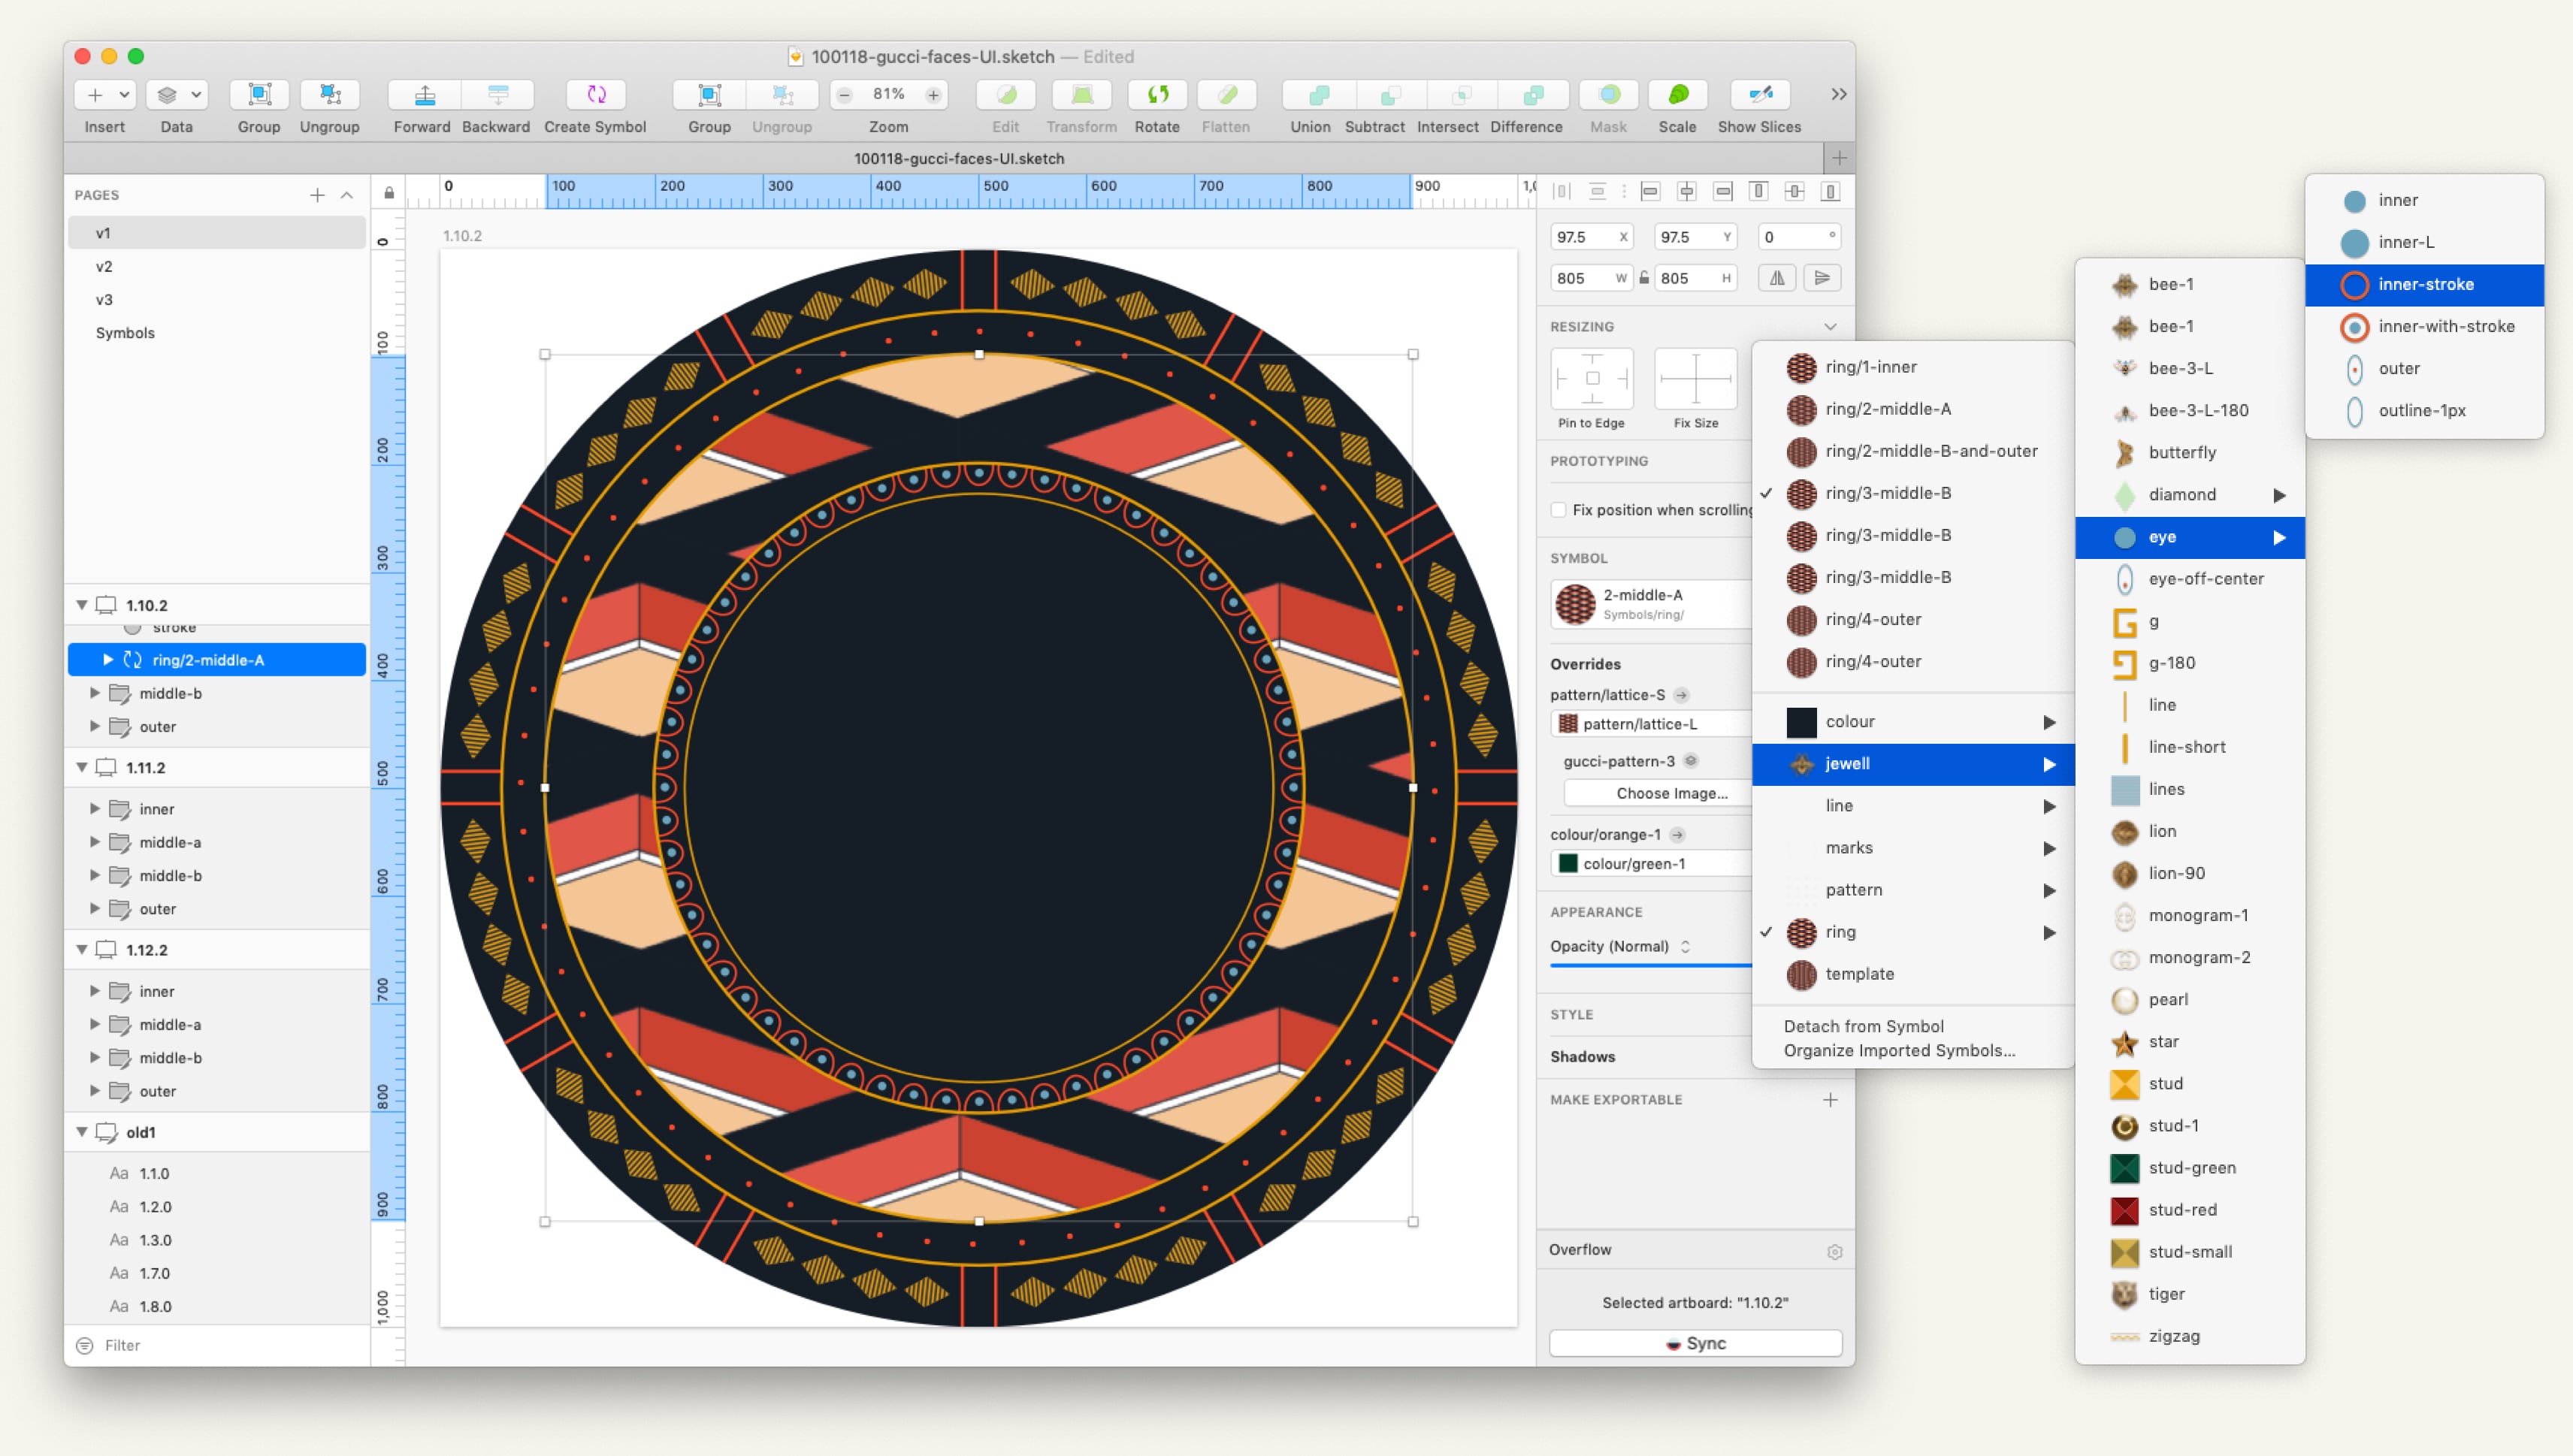 100118-gucci-faces-UI.sketch — Edited
Insert Data Group Ungroup Forward Backward Create Symbol Group Ungroup 81% Zoom Edit Transform Rotate Flatten Union Subtract Intersect Difference Mask Scale Show Slices
100118-gucci-faces-UI.sketch
PAGES
v1
v2
v3
Symbols
1.10.2
stroke
ring/2-middle-A
middle-b
outer
1.11.2
inner
middle-a
middle-b
outer
1.12.2
inner
middle-a
middle-b
outer
old1
Aa 1.1.0
Aa 1.2.0
Aa 1.3.0
Aa 1.7.0
Aa 1.8.0
Filter
0 100 200 300 400 500 600 700 800 900 1,0
0
100
200
300
400
500
600
700
800
900
1,000
1.10.2
97.5 X 97.5 Y 0 °
805 W 805 H
RESIZING
Pin to Edge Fix Size
PROTOTYPING
Fix position when scrolling
SYMBOL
2-middle-A
Symbols/ring/
Overrides
pattern/lattice-S
pattern/lattice-L
gucci-pattern-3
Choose Image...
colour/orange-1
colour/green-1
APPEARANCE
Opacity (Normal)
STYLE
Shadows
MAKE EXPORTABLE
Overflow
Selected artboard: "1.10.2"
Sync
ring/1-inner
ring/2-middle-A
ring/2-middle-B-and-outer
ring/3-middle-B
ring/3-middle-B
ring/3-middle-B
ring/4-outer
ring/4-outer
colour
jewell
line
marks
pattern
ring
template
Detach from Symbol
Organize Imported Symbols...
bee-1
bee-1
bee-3-L
bee-3-L-180
butterfly
diamond
eye
eye-off-center
g
g-180
line
line-short
lines
lion
lion-90
monogram-1
monogram-2
pearl
star
stud
stud-1
stud-green
stud-red
stud-small
tiger
zigzag
inner
inner-L
inner-stroke
inner-with-stroke
outer
outline-1px